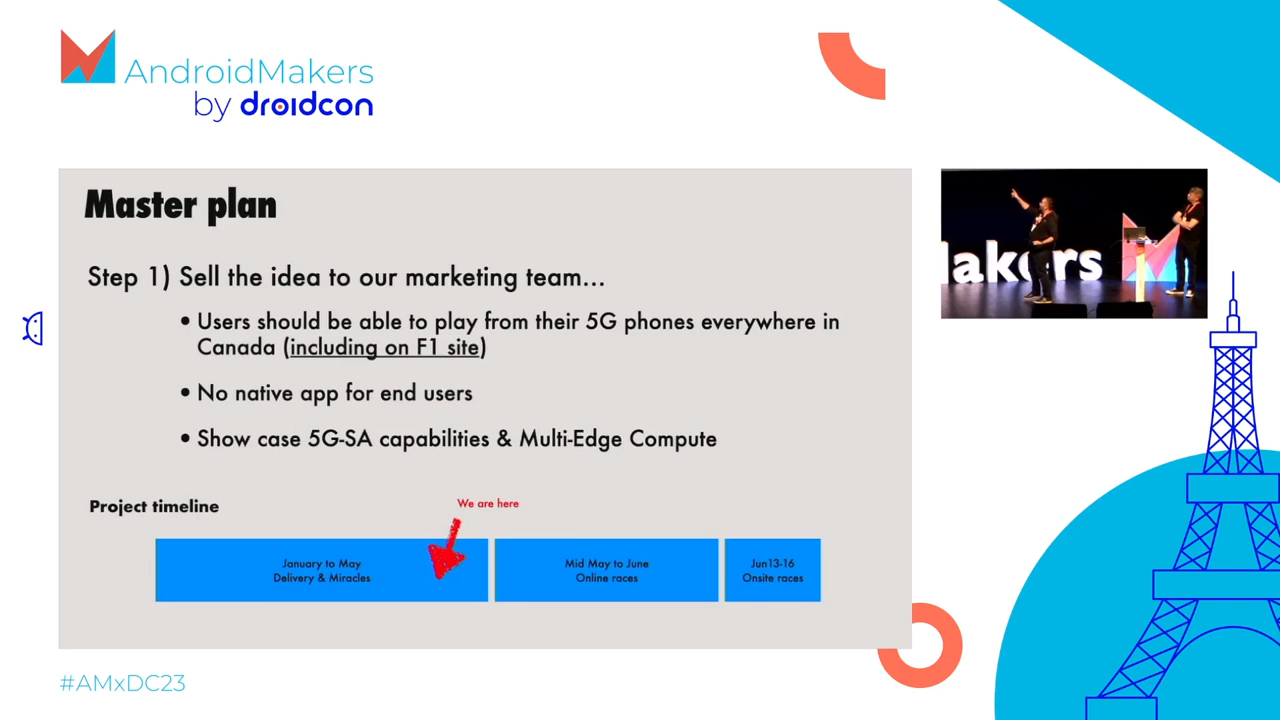 AndroidMakers
by droidcon
Master plan
Step 1) Sell the idea to our marketing team...
• Users should be able to play from their 5G phones everywhere in
Canada (including on F1 site)
• No native app for end users
• Show case 5G-SA capabilities & Multi-Edge Compute
Project timeline
We are here
January to May
Delivery & Miracles
Mid May to June
Online races
Jun13-16
Onsite races
akers
#AMxDC23